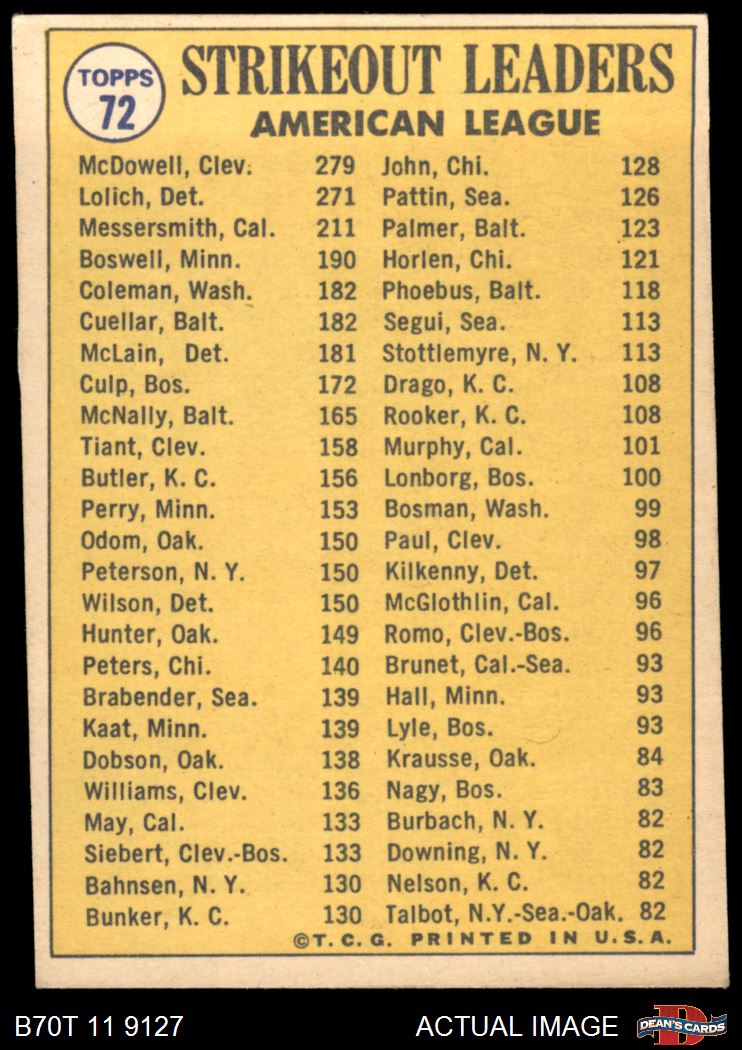 TOPPS
72
STRIKEOUT LEADERS
AMERICAN LEAGUE
McDowell, Clev. 279
Lolich, Det. 271
Messersmith, Cal. 211
Boswell, Minn. 190
Coleman, Wash. 182
Cuellar, Balt. 182
McLain, Det. 181
Culp, Bos. 172
McNally, Balt. 165
Tiant, Clev. 158
Butler, K. C. 156
Perry, Minn. 153
Odom, Oak. 150
Peterson, N. Y. 150
Wilson, Det. 150
Hunter, Oak. 149
Peters, Chi. 140
Brabender, Sea. 139
Kaat, Minn. 139
Dobson, Oak. 138
Williams, Clev. 136
May, Cal. 133
Siebert, Clev.-Bos. 133
Bahnsen, N. Y. 130
Bunker, K. C. 130
John, Chi. 128
Pattin, Sea. 126
Palmer, Balt. 123
Horlen, Chi. 121
Phoebus, Balt. 118
Segui, Sea. 113
Stottlemyre, N. Y. 113
Drago, K. C. 108
Rooker, K. C. 108
Murphy, Cal. 101
Lonborg, Bos. 100
Bosman, Wash. 99
Paul, Clev. 98
Kilkenny, Det. 97
McGlothlin, Cal. 96
Romo, Clev.-Bos. 96
Brunet, Cal.-Sea. 93
Hall, Minn. 93
Lyle, Bos. 93
Krausse, Oak. 84
Nagy, Bos. 83
Burbach, N. Y. 82
Downing, N. Y. 82
Nelson, K. C. 82
Talbot, N.Y.-Sea.-Oak. 82
©T. C. G. PRINTED IN U.S.A.
B70T 11 9127
ACTUAL IMAGE
D
DEAN'S CARDS